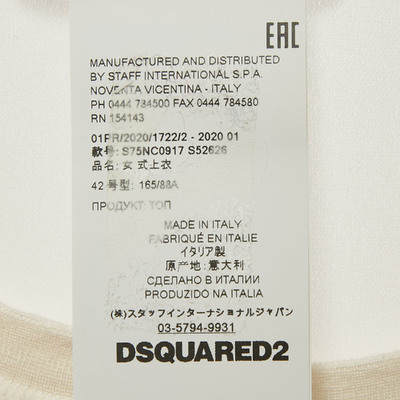 EAC
MANUFACTURED AND DISTRIBUTED
BY STAFF INTERNATIONAL S.P.A.
NOVENTA VICENTINA - ITALY
PH 0444 784500 FAX 0444 784580
RN 154143
01PR/2020/1722/2 - 2020 01
款号: S75NC0917 S52626
品名: 女式上衣
42 号型: 165/88A
ПРОДУКТ: ТОП
MADE IN ITALY
FABRIQUÉ EN ITALIE
イタリア製
原产地: 意大利
СДЕЛАНО В ИТАЛИИ
PRODUZIDO NA ITALIA
(株)スタッフインターナショナルジャパン
03-5794-9931
DSQUARED2